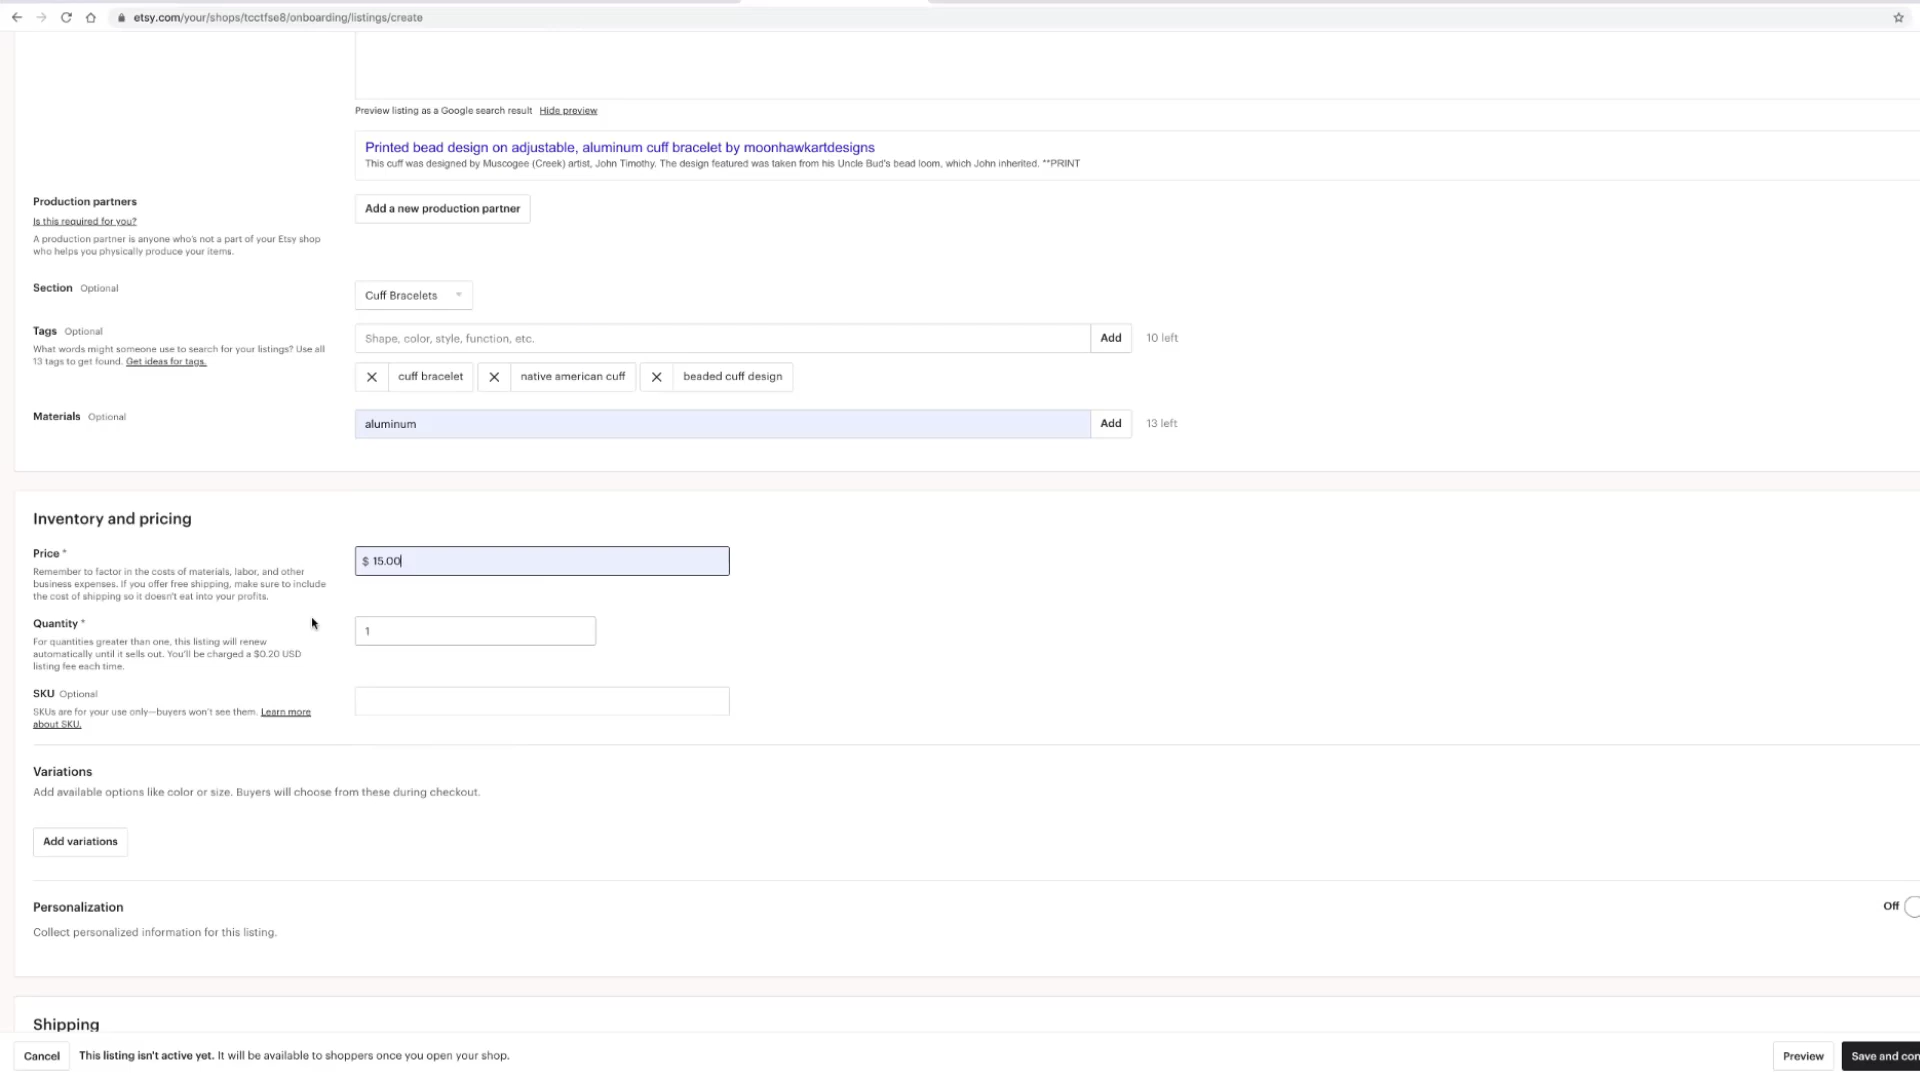 etsy.com/your/shops/tcctfse8/onboarding/listings/create
Preview listing as a Google search result Hide preview
Printed bead design on adjustable, aluminum cuff bracelet by moonhawkartdesigns
This cuff was designed by Muscogee (Creek) artist, John Timothy. The design featured was taken from his Uncle Bud's bead loom, which John inherited. **PRINT
Production partners
Add a new production partner
Is this required for you?
A production partner is anyone who's not a part of your Etsy shop
who helps you physically produce your items.
Section Optional
Cuff Bracelets
Tags Optional
Shape, color, style, function, etc.
Add
10 left
What words might someone use to search for your listings? Use all
13 tags to get found. Get ideas for tags.
cuff bracelet
native american cuff
beaded cuff design
Materials Optional
aluminum
Add
13 left
Inventory and pricing
Price *
$ 15.00
Remember to factor in the costs of materials, labor, and other
business expenses. If you offer free shipping, make sure to include
the cost of shipping so it doesn't eat into your profits.
Quantity *
1
For quantities greater than one, this listing will renew
automatically until it sells out. You'll be charged a $0.20 USD
listing fee each time.
SKU Optional
SKUs are for your use only—buyers won't see them. Learn more
about SKU.
Variations
Add available options like color or size. Buyers will choose from these during checkout.
Add variations
Personalization
Off
Collect personalized information for this listing.
Shipping
Cancel
This listing isn't active yet. It will be available to shoppers once you open your shop.
Preview
Save and con